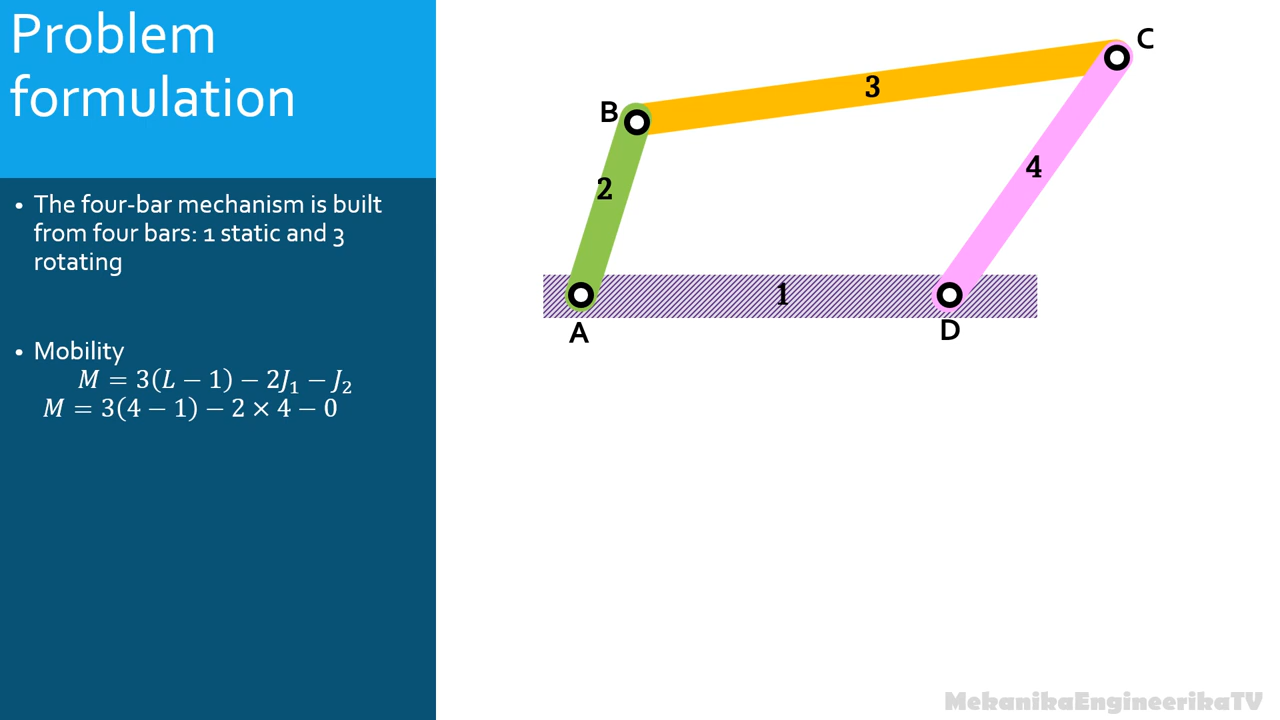 Problem
formulation
• The four-bar mechanism is built
from four bars: 1 static and 3
rotating
• Mobility
M = 3(L − 1) − 2J₁ − J₂
M = 3(4 − 1) − 2 × 4 − 0
C
3
B
4
2
1
A
D
MekanikaEngineerikaTV